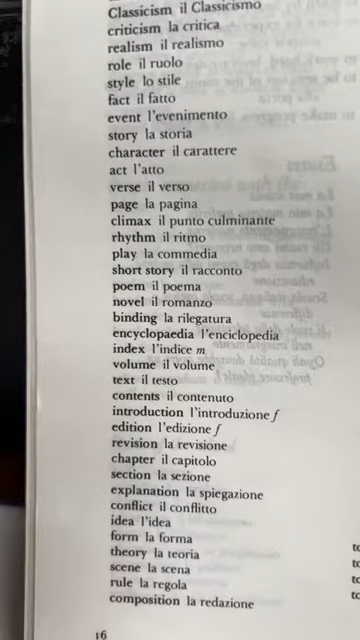 Classicism il Classicismo
criticism la critica
realism il realismo
role il ruolo
style lo stile
fact il fatto
event l'evenimento
story la storia
character il carattere
act l'atto
verse il verso
page la pagina
climax il punto culminante
rhythm il ritmo
play la commedia
short story il racconto
poem il poema
novel il romanzo
binding la rilegatura
encyclopaedia l'enciclopedia
index l'indice m
volume il volume
text il testo
contents il contenuto
introduction l'introduzione f
edition l'edizione f
revision la revisione
chapter il capitolo
section la sezione
explanation la spiegazione
conflict il conflitto
idea l'idea
form la forma
theory la teoria
scene la scena
rule la regola
composition la redazione
16